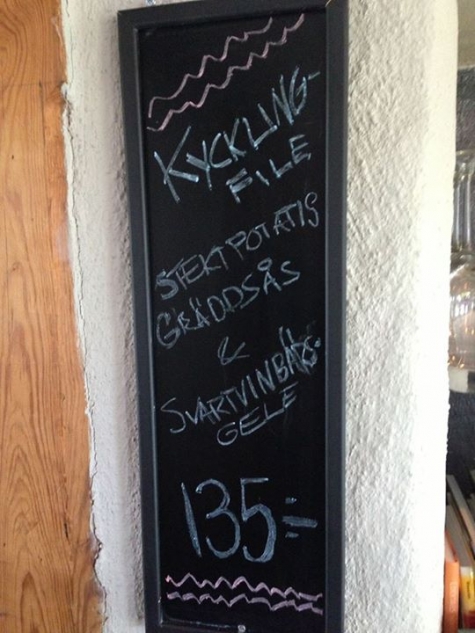 KYCKLING-
FILE
STEKT POTATIS
GRÄDDSÅS
&
SVARTVINBÄRS-
GELE
135:-